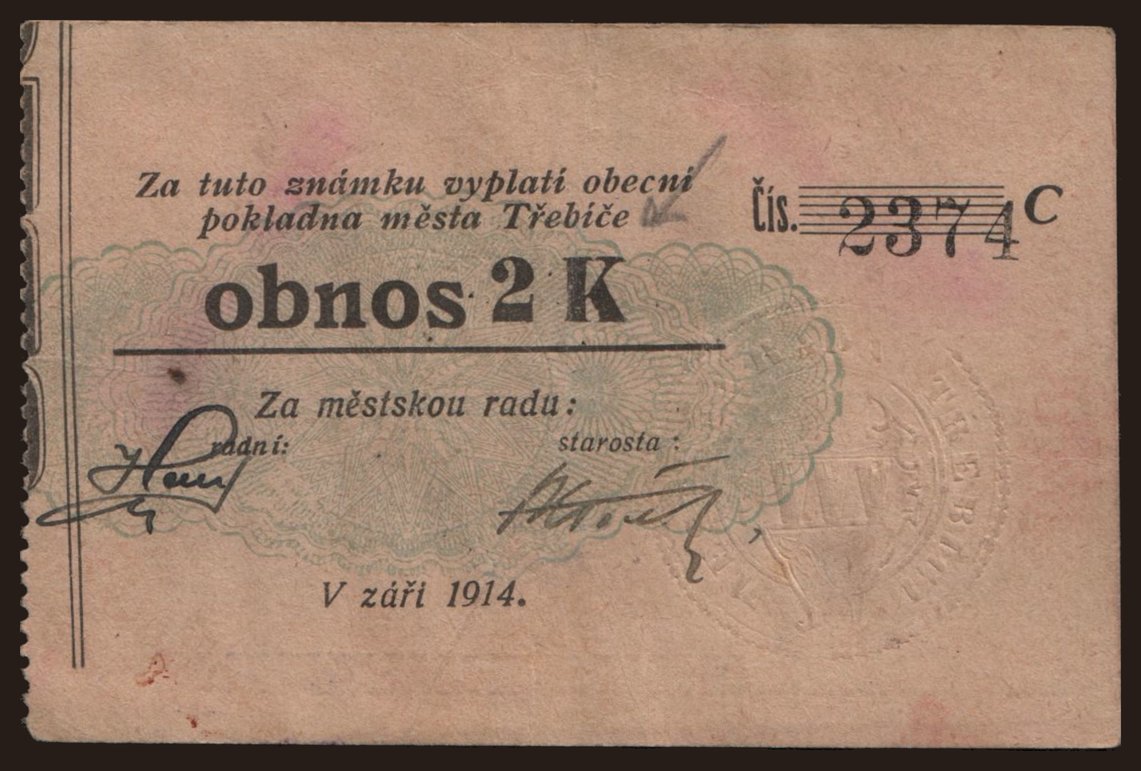 Za tuto známku vyplatí obecní
pokladna města Třebíče
Čís. 2374 C
obnos 2 K
Za městskou radu:
radní:
starosta:
V září 1914.